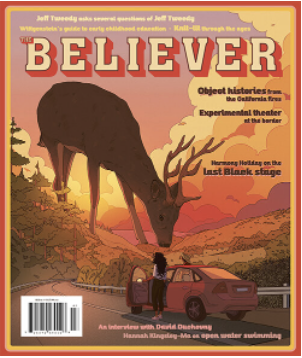 Jeff Tweedy asks several questions of Jeff Tweedy
Wittgenstein's guide to early childhood education - Roll-ID through the ages
THE
BELIEVER
Object histories from
the California fires
Experimental theater
at the border
Harmony Holiday on the
last Black stage
An interview with David Duchovny
Hannah Kingsley-Ma on open water swimming